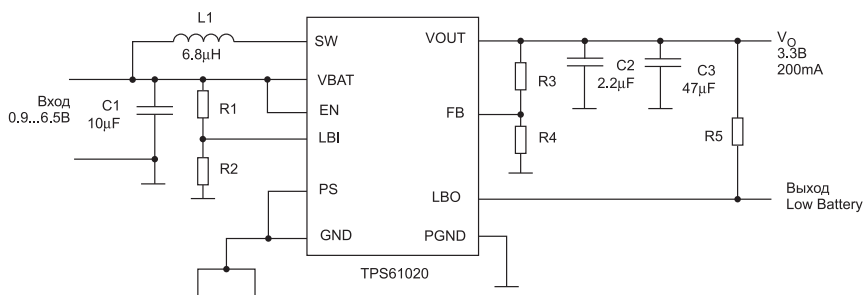 L1
6.8μH
SW
VOUT
V_O
3.3В
200mA
VBAT
Вход
0.9...6.5В
C1
10μF
R1
EN
LBI
R2
PS
GND
R3
C2
2.2μF
C3
47μF
FB
R4
R5
LBO
PGND
Выход
Low Battery
TPS61020